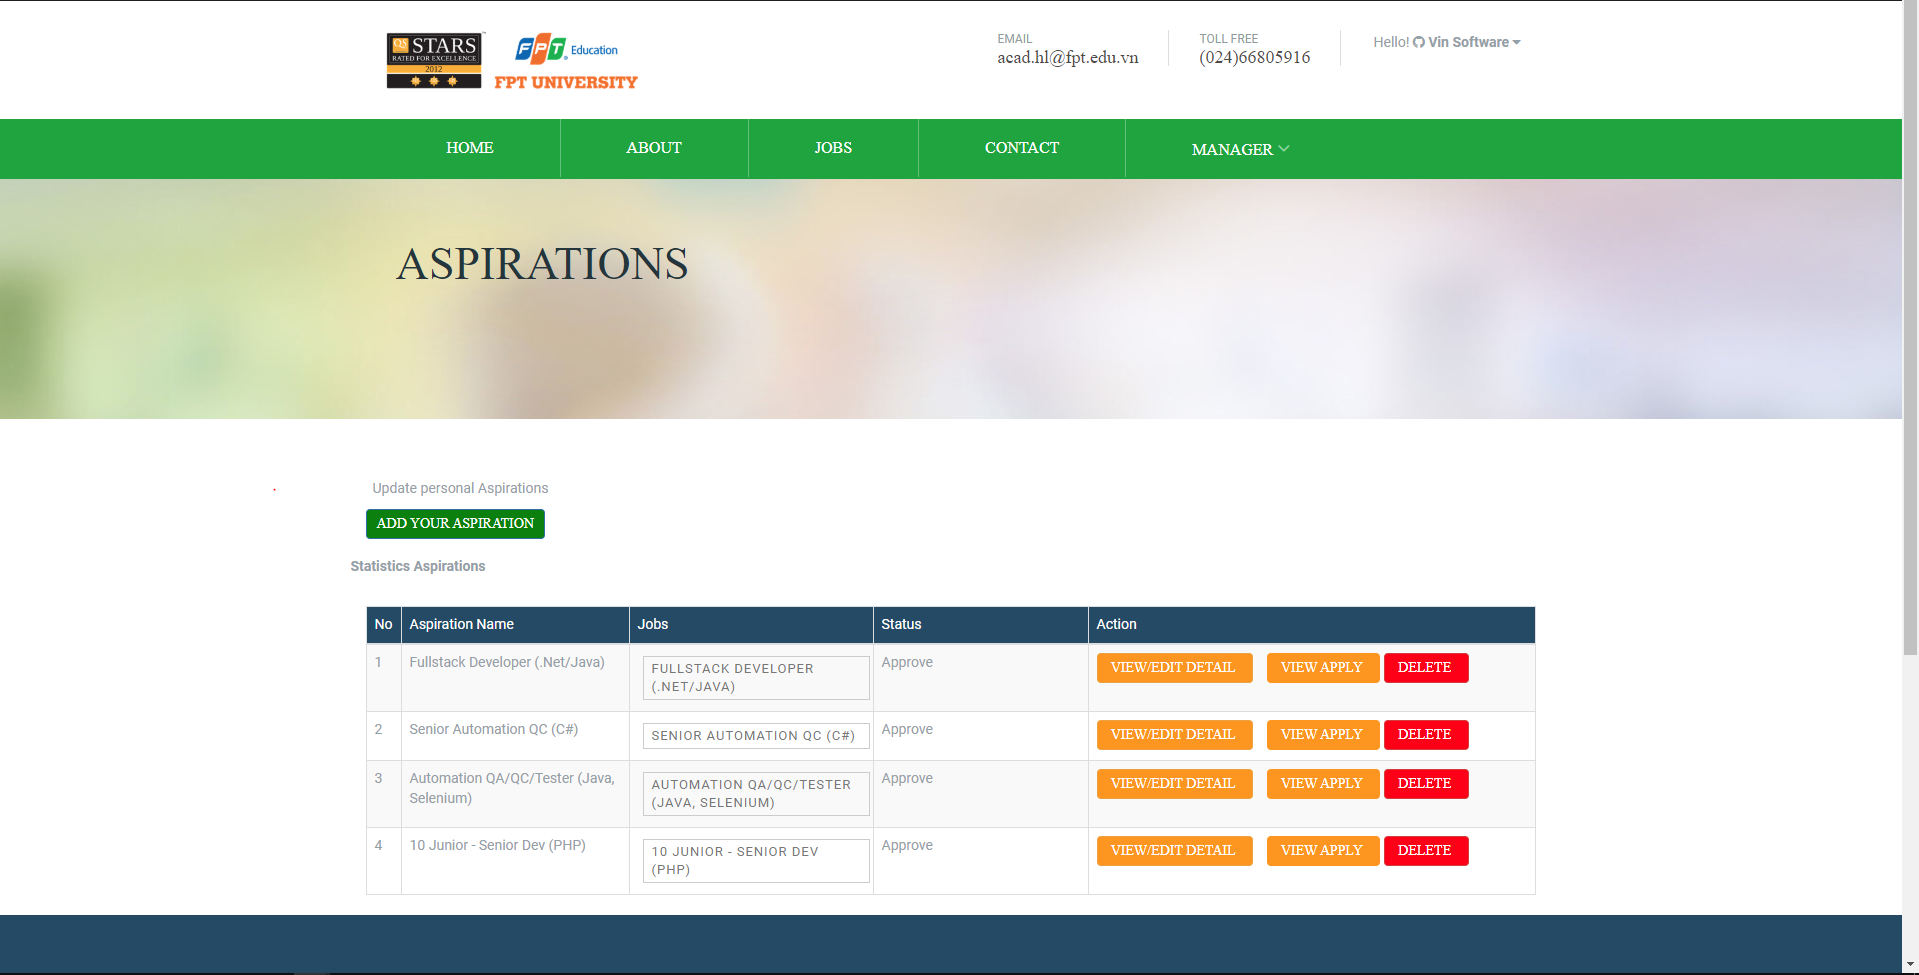 QS STARS
RATED FOR EXCELLENCE
2012
FPT Education
FPT UNIVERSITY
EMAIL
acad.hl@fpt.edu.vn
TOLL FREE
(024)66805916
Hello! Vin Software
HOME ABOUT JOBS CONTACT MANAGER
ASPIRATIONS
Update personal Aspirations
ADD YOUR ASPIRATION
Statistics Aspirations
No Aspiration Name Jobs Status Action
1 Fullstack Developer (.Net/Java) FULLSTACK DEVELOPER Approve VIEW/EDIT DETAIL VIEW APPLY DELETE
(.NET/JAVA)
2 Senior Automation QC (C#) SENIOR AUTOMATION QC (C#) Approve VIEW/EDIT DETAIL VIEW APPLY DELETE
3 Automation QA/QC/Tester (Java, AUTOMATION QA/QC/TESTER Approve VIEW/EDIT DETAIL VIEW APPLY DELETE
Selenium) (JAVA, SELENIUM)
4 10 Junior - Senior Dev (PHP) 10 JUNIOR - SENIOR DEV Approve VIEW/EDIT DETAIL VIEW APPLY DELETE
(PHP)